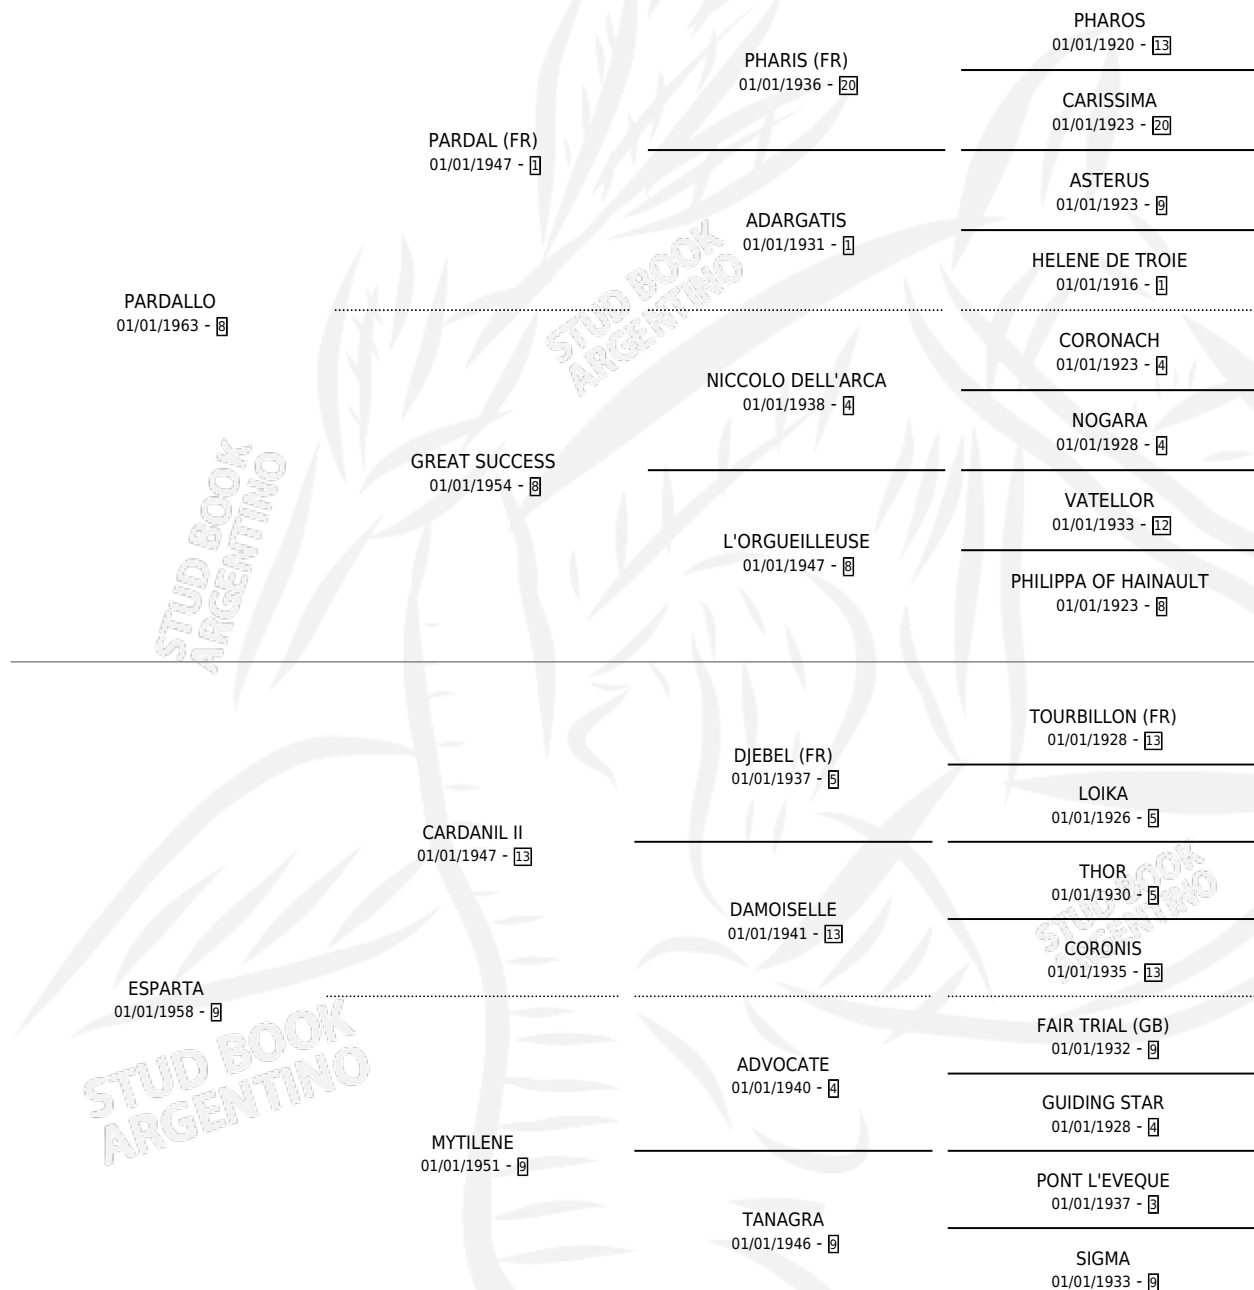 PHAROS
01/01/1920 - 13
PHARIS (FR)
01/01/1936 - 20
CARISSIMA
01/01/1923 - 20
PARDAL (FR)
01/01/1947 - 1
ASTERUS
01/01/1923 - 9
ADARGATIS
01/01/1931 - 1
HELENE DE TROIE
01/01/1916 - 1
PARDALLO
01/01/1963 - 8
CORONACH
01/01/1923 - 4
NICCOLO DELL'ARCA
01/01/1938 - 4
NOGARA
01/01/1928 - 4
GREAT SUCCESS
01/01/1954 - 8
VATELLOR
01/01/1933 - 12
L'ORGUEILLEUSE
01/01/1947 - 8
PHILIPPA OF HAINAULT
01/01/1923 - 8
TOURBILLON (FR)
01/01/1928 - 13
DJEBEL (FR)
01/01/1937 - 5
LOIKA
01/01/1926 - 5
CARDANIL II
01/01/1947 - 13
THOR
01/01/1930 - 5
DAMOISELLE
01/01/1941 - 13
CORONIS
01/01/1935 - 13
ESPARTA
01/01/1958 - 9
FAIR TRIAL (GB)
01/01/1932 - 9
ADVOCATE
01/01/1940 - 4
GUIDING STAR
01/01/1928 - 4
MYTILENE
01/01/1951 - 9
PONT L'EVEQUE
01/01/1937 - 3
TANAGRA
01/01/1946 - 9
SIGMA
01/01/1933 - 9
STUD BOOK
ARGENTINO
STUD BOOK
ARGENTINO
STUD BOOK
ARGENTINO
STUD BOOK
ARGENTINO